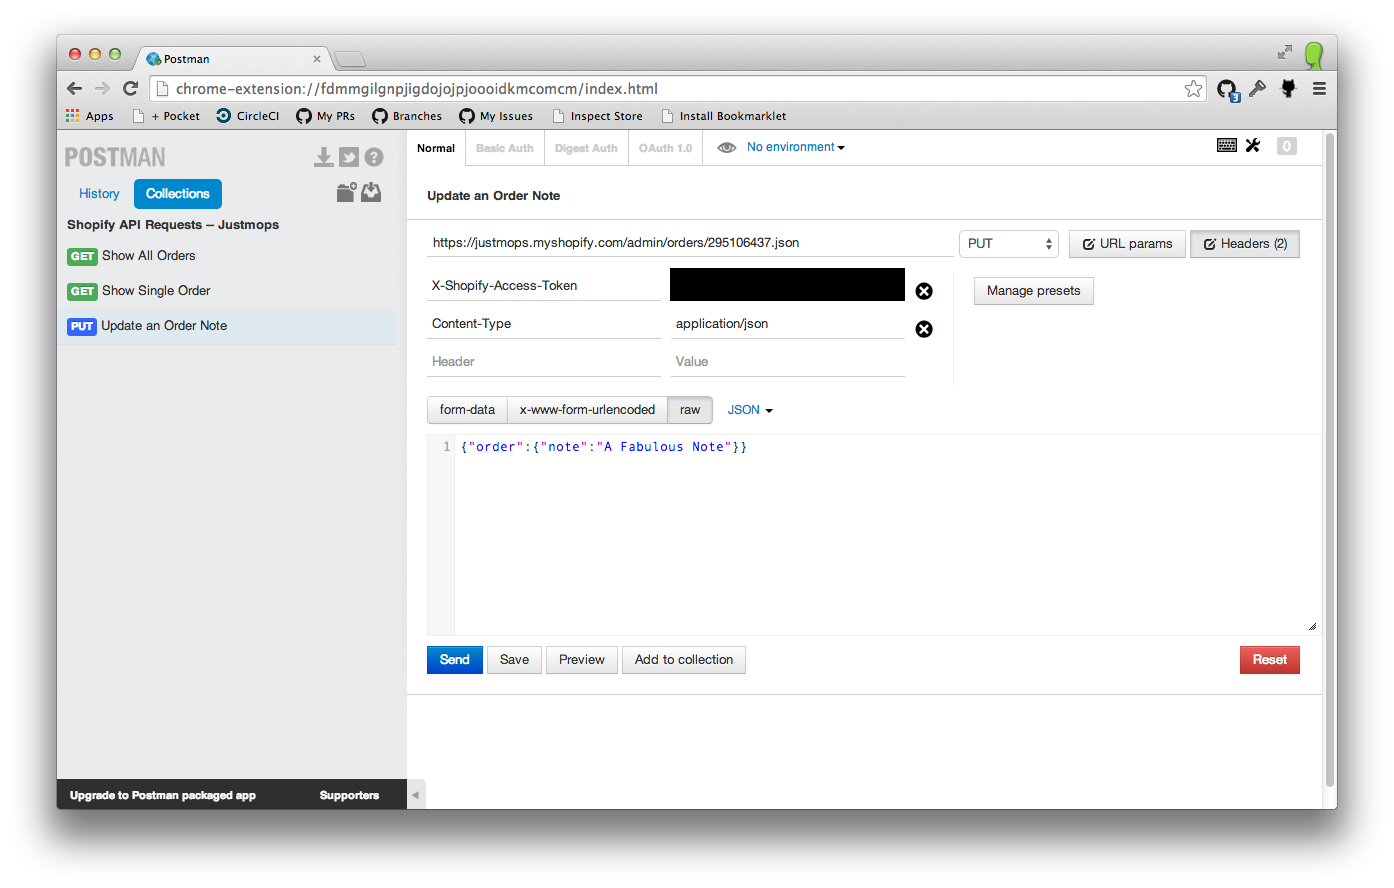 Postman
chrome-extension://fdmmgilgnpjigdojojpjoooidkmcomcm/index.html
3
Apps + Pocket CircleCI My PRs Branches My Issues Inspect Store Install Bookmarklet
POSTMAN
?
Normal Basic Auth Digest Auth OAuth 1.0 No environment 0
History Collections
Update an Order Note
Shopify API Requests – Justmops
https://justmops.myshopify.com/admin/orders/295106437.json PUT URL params Headers (2)
GET Show All Orders
X-Shopify-Access-Token Manage presets
GET Show Single Order
Content-Type application/json
PUT Update an Order Note
Header Value
form-data x-www-form-urlencoded raw JSON
1 {"order":{"note":"A Fabulous Note"}}
Send Save Preview Add to collection Reset
Upgrade to Postman packaged app Supporters